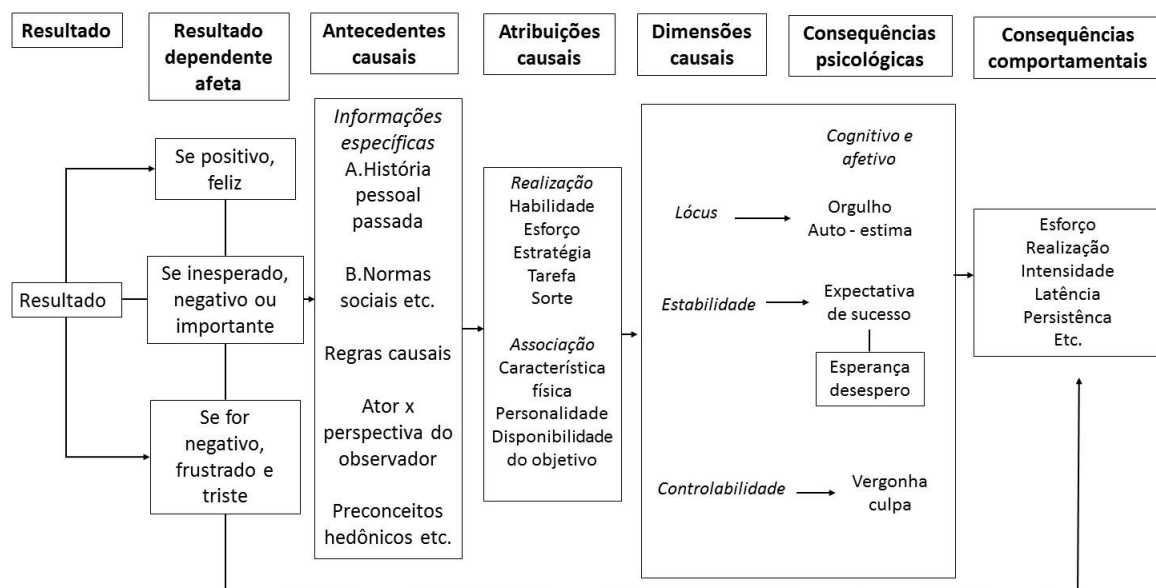 Resultado
Resultado
dependente
afeta
Antecedentes
causais
Atribuições
causais
Dimensões
causais
Consequências
psicológicas
Consequências
comportamentais
Resultado
Se positivo,
feliz
Se inesperado,
negativo ou
importante
Se for
negativo,
frustrado e
triste
Informações
específicas
A.História
pessoal
passada
B.Normas
sociais etc.
Regras causais
Ator x
perspectiva do
observador
Preconceitos
hedônicos etc.
Realização
Habilidade
Esforço
Estratégia
Tarefa
Sorte
Associação
Característica
física
Personalidade
Disponibilidade
do objetivo
Lócus
Estabilidade
Controlabilidade
Cognitivo e
afetivo
Orgulho
Auto - estima
Expectativa
de sucesso
Esperança
desespero
Vergonha
culpa
Esforço
Realização
Intensidade
Latência
Persistênca
Etc.